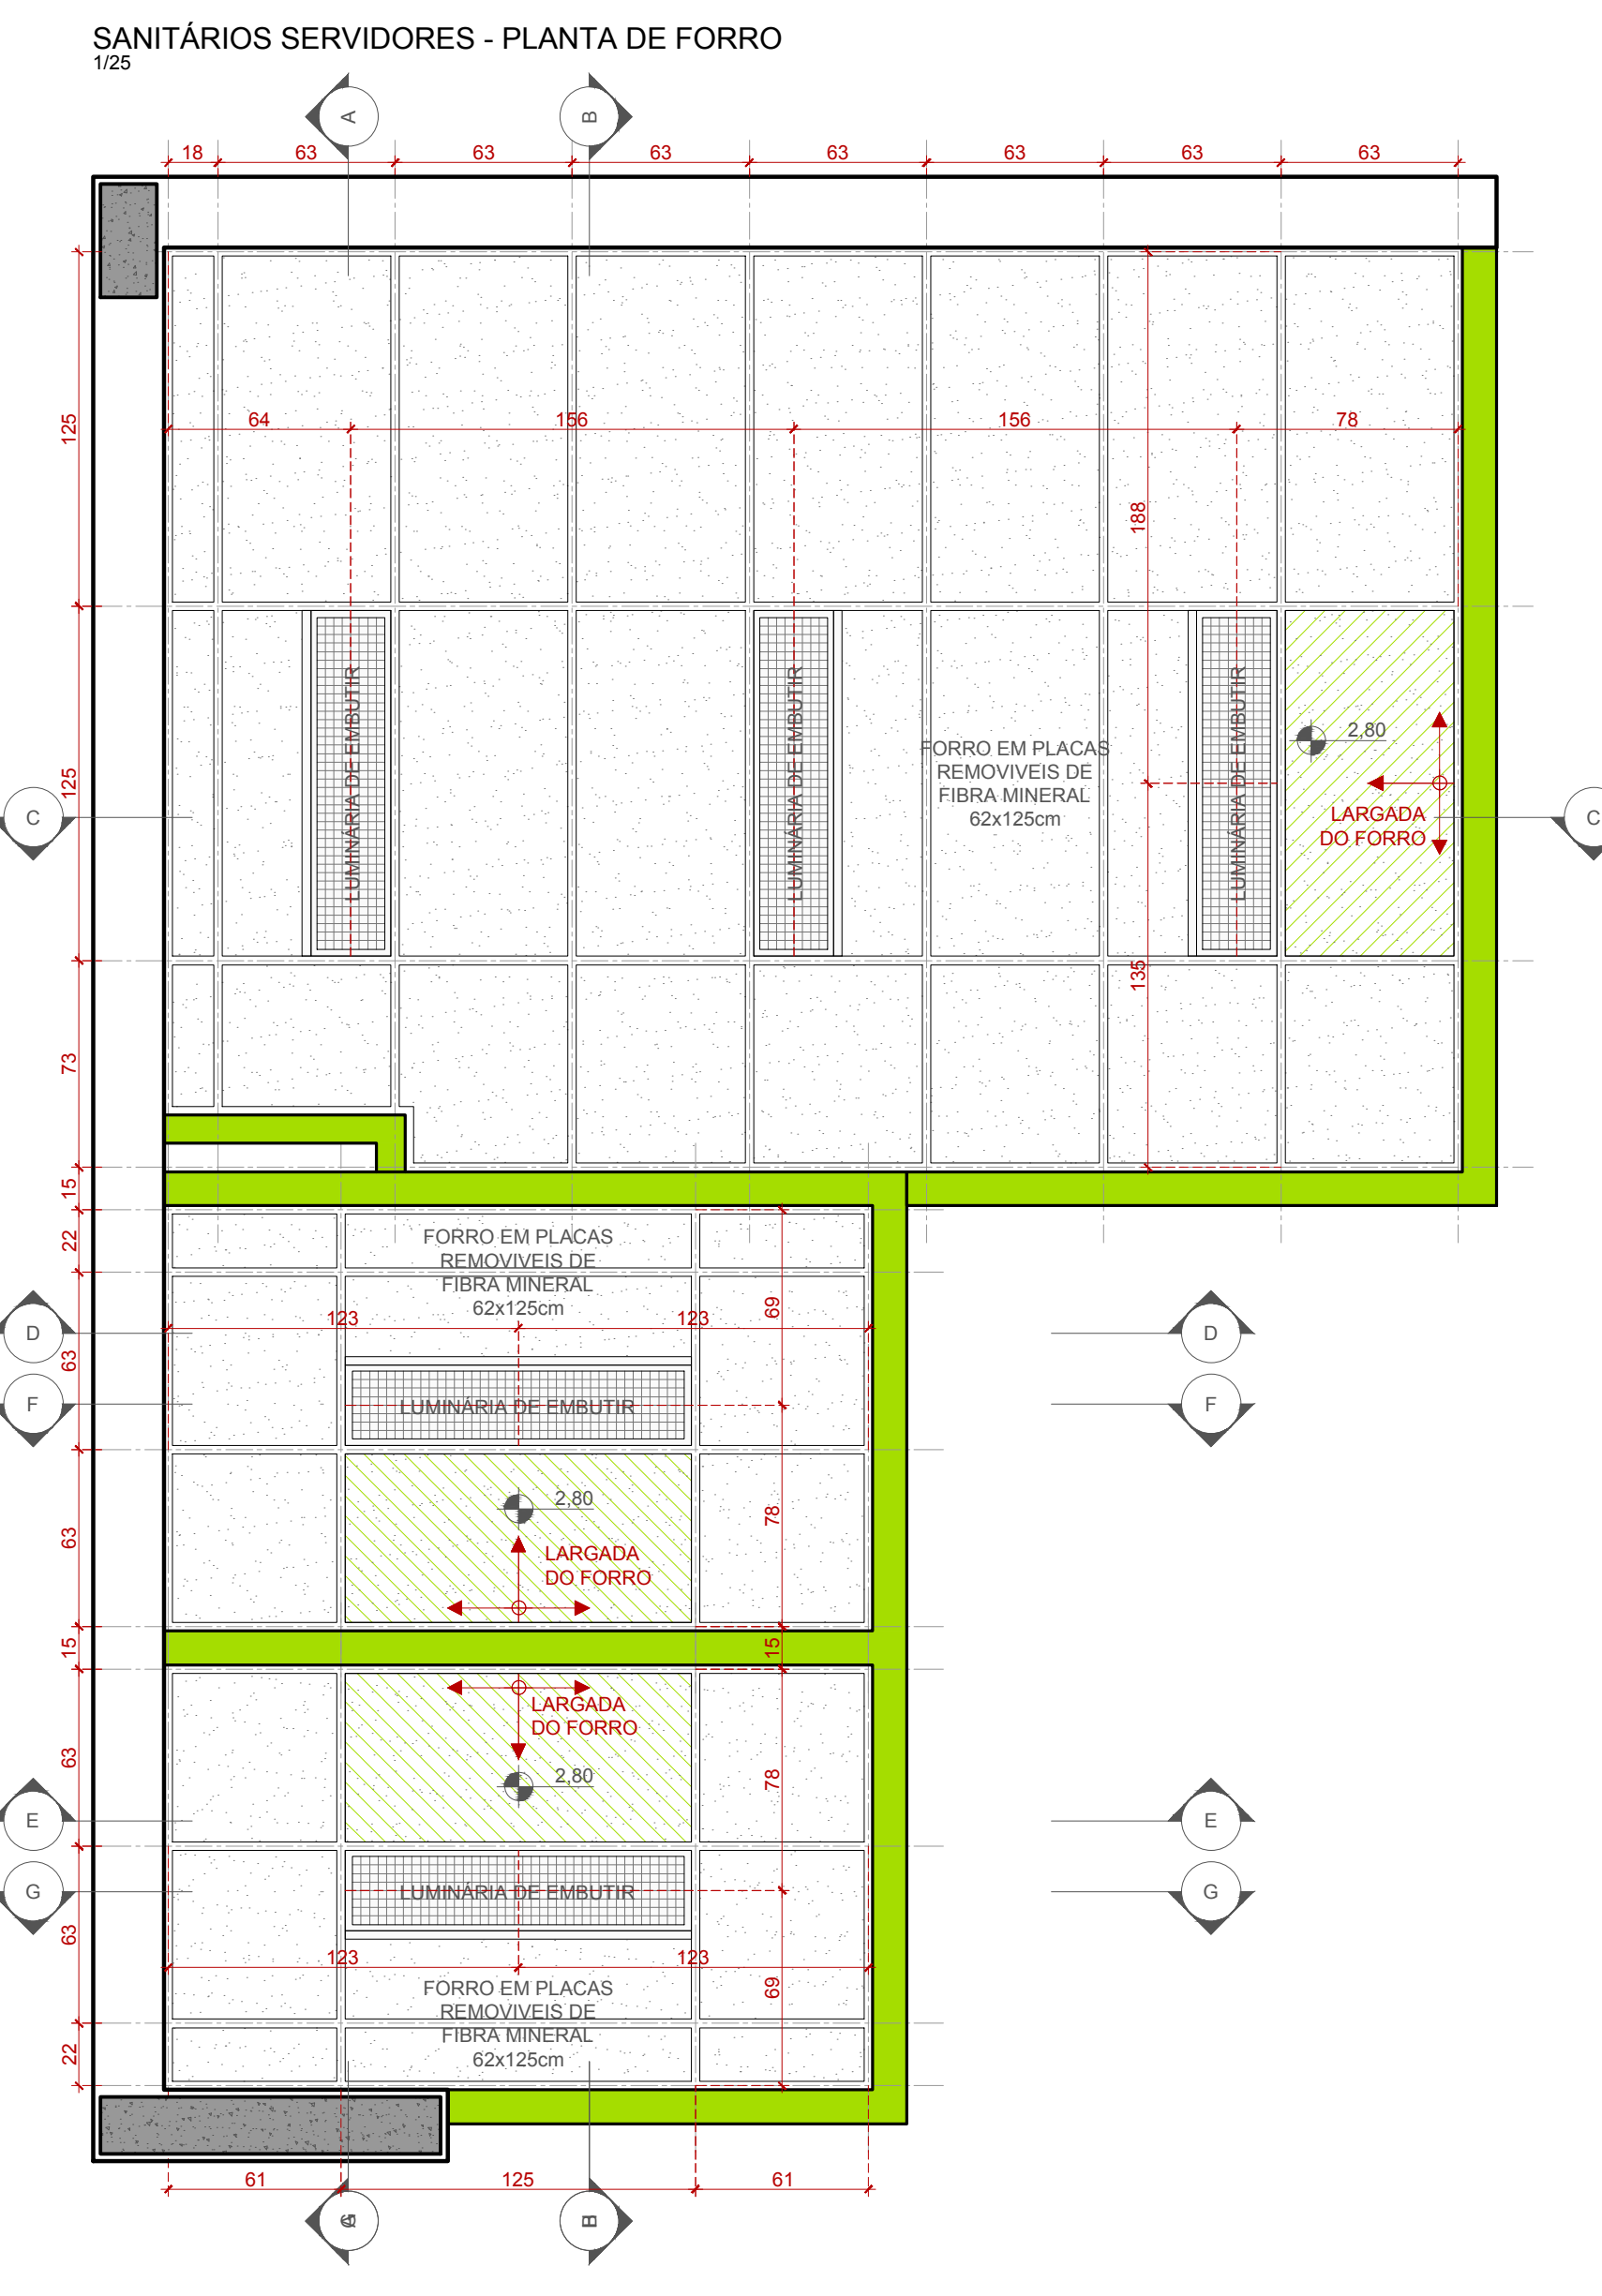 SANITÁRIOS SERVIDORES - PLANTA DE FORRO
1/25
A
B
18
63
63
63
63
63
63
63
64
156
156
78
125
188
125
LUMINÁRIA DE EMBUTIR
LUMINÁRIA DE EMBUTIR
LUMINÁRIA DE EMBUTIR
FORRO EM PLACAS
REMOVIVEIS DE
FIBRA MINERAL
62x125cm
2,80
LARGADA
DO FORRO
C
C
135
73
15
22
FORRO EM PLACAS
REMOVIVEIS DE
FIBRA MINERAL
62x125cm
123
123
69
D
D
63
F
F
LUMINÁRIA DE EMBUTIR
2,80
78
63
LARGADA
DO FORRO
15
15
LARGADA
DO FORRO
63
2,80
78
E
E
G
G
LUMINÁRIA DE EMBUTIR
63
123
123
69
FORRO EM PLACAS
REMOVIVEIS DE
FIBRA MINERAL
62x125cm
22
61
125
61